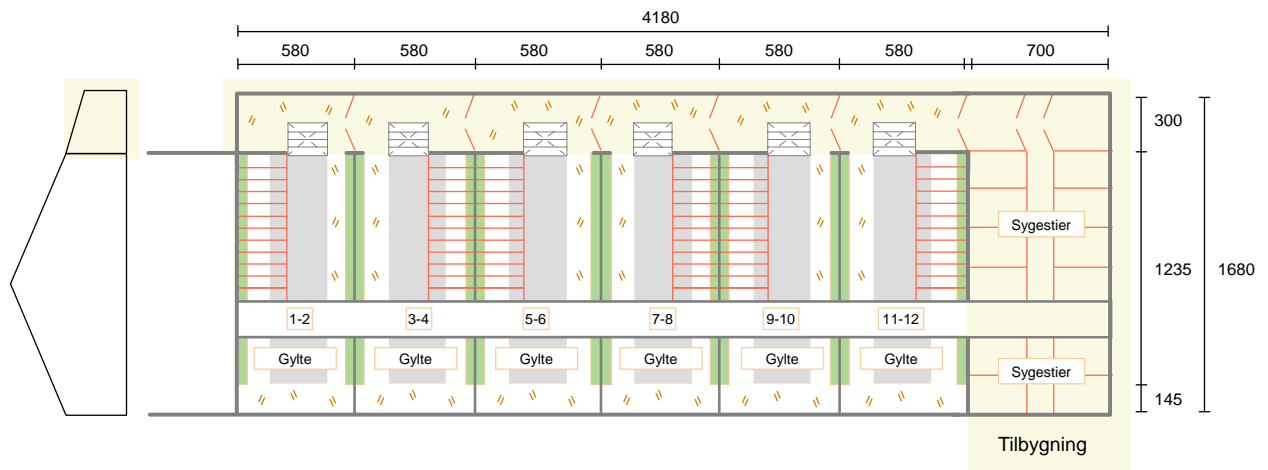 4180
580 580 580 580 580 580 700
300
Sygestier
1235 1680
1-2 3-4 5-6 7-8 9-10 11-12
Gylte Gylte Gylte Gylte Gylte Gylte
Sygestier
145
Tilbygning